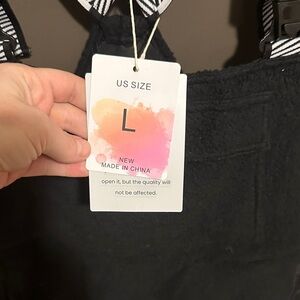 US SIZE
L
NEW
MADE IN CHINA
open it, but the quality will
not be affected.